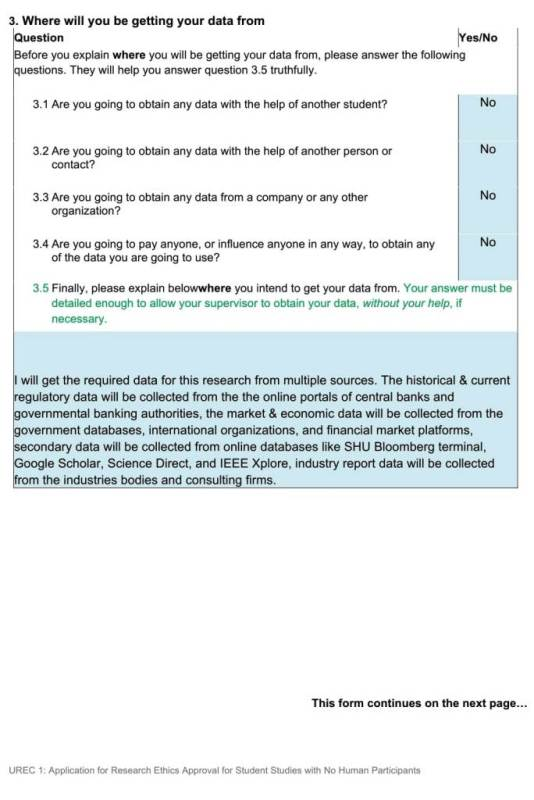 3. Where will you be getting your data from
Question Yes/No
Before you explain where you will be getting your data from, please answer the following
questions. They will help you answer question 3.5 truthfully.
3.1 Are you going to obtain any data with the help of another student? No
3.2 Are you going to obtain any data with the help of another person or No
contact?
3.3 Are you going to obtain any data from a company or any other No
organization?
3.4 Are you going to pay anyone, or influence anyone in any way, to obtain any No
of the data you are going to use?
3.5 Finally, please explain belowwhere you intend to get your data from. Your answer must be
detailed enough to allow your supervisor to obtain your data, without your help, if
necessary.
I will get the required data for this research from multiple sources. The historical & current
regulatory data will be collected from the the online portals of central banks and
governmental banking authorities, the market & economic data will be collected from the
government databases, international organizations, and financial market platforms,
secondary data will be collected from online databases like SHU Bloomberg terminal,
Google Scholar, Science Direct, and IEEE Xplore, industry report data will be collected
from the industries bodies and consulting firms.
This form continues on the next page…
UREC 1: Application for Research Ethics Approval for Student Studies with No Human Participants